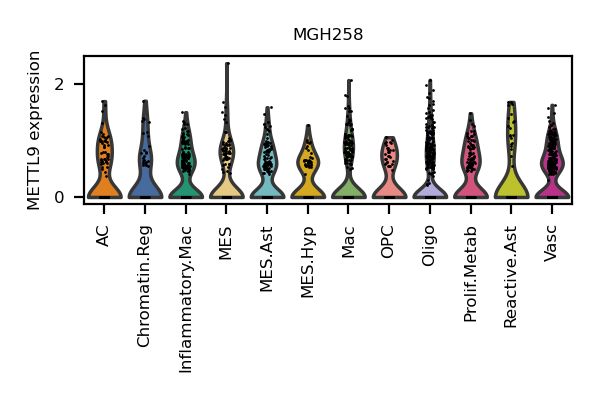 MGH258
METTL9 expression
2
0
AC
Chromatin.Reg
Inflammatory.Mac
MES
MES.Ast
MES.Hyp
Mac
OPC
Oligo
Prolif.Metab
Reactive.Ast
Vasc